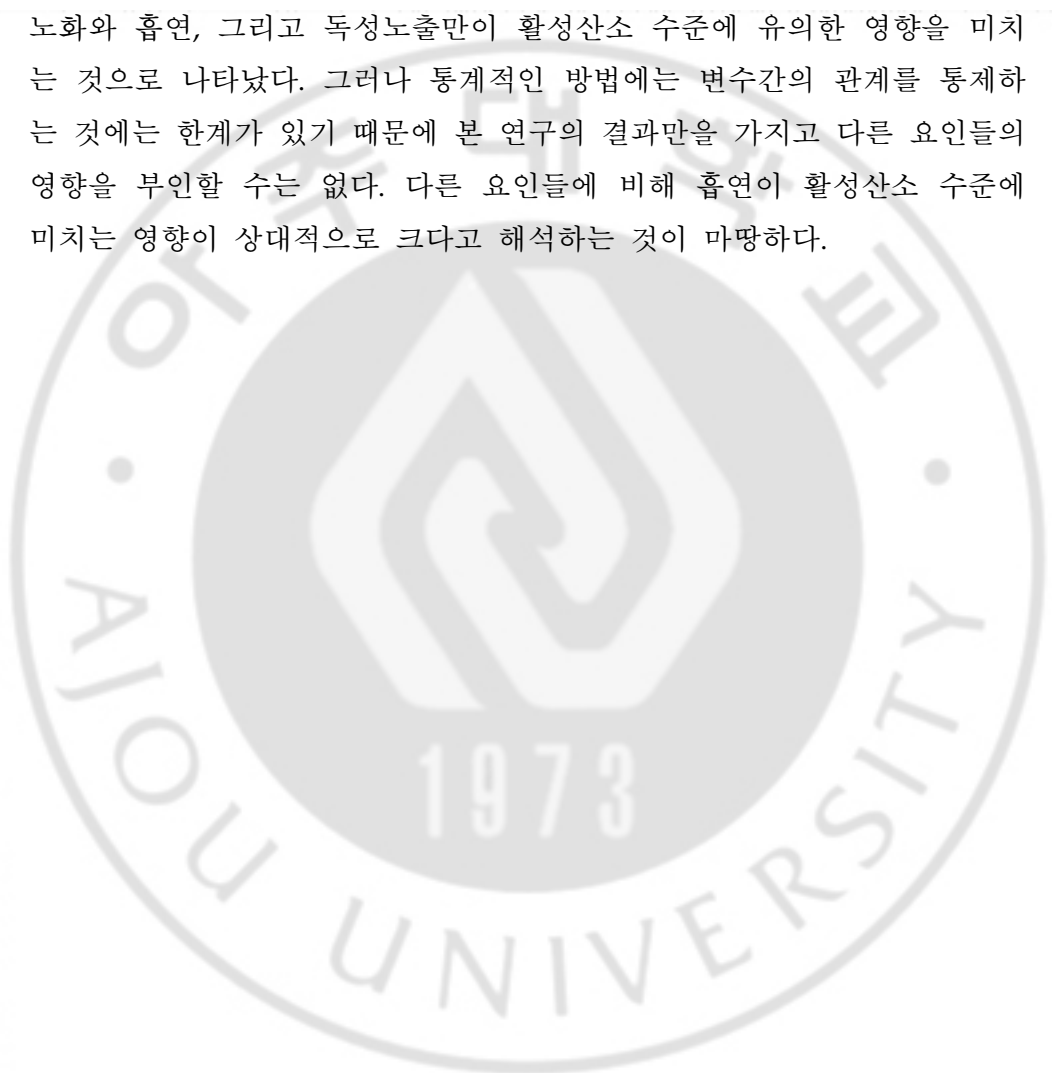 노화와 흡연, 그리고 독성노출만이 활성산소 수준에 유의한 영향을 미치
는 것으로 나타났다. 그러나 통계적인 방법에는 변수간의 관계를 통제하
는 것에는 한계가 있기 때문에 본 연구의 결과만을 가지고 다른 요인들의
영향을 부인할 수는 없다. 다른 요인들에 비해 흡연이 활성산소 수준에
미치는 영향이 상대적으로 크다고 해석하는 것이 마땅하다.
아주대학교
1973
AJOU UNIVERSITY